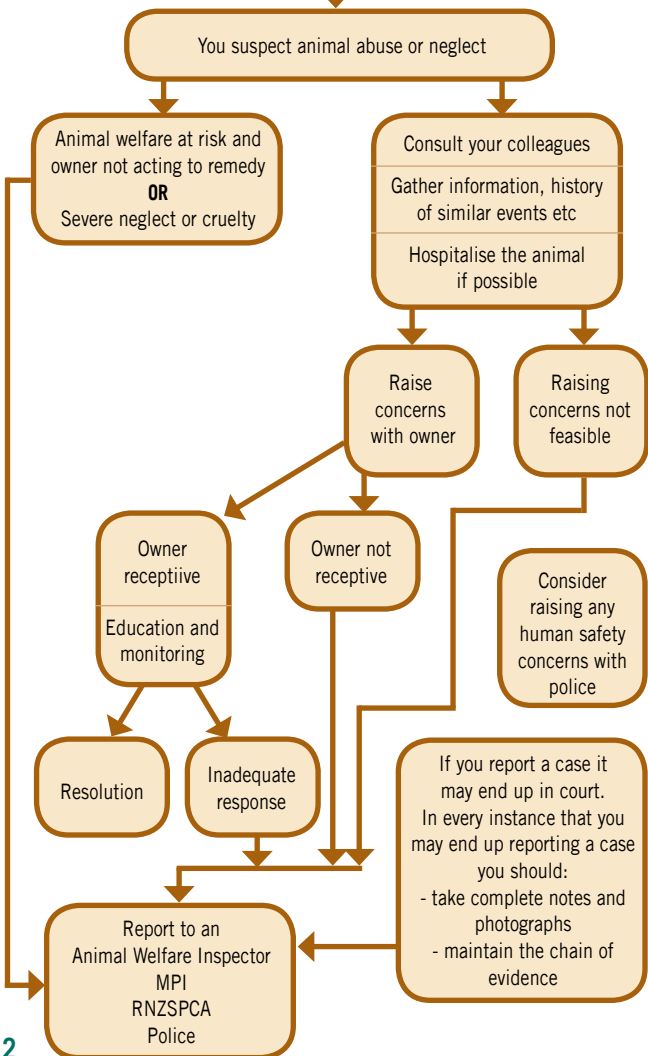 You suspect animal abuse or neglect
Animal welfare at risk and
owner not acting to remedy
OR
Severe neglect or cruelty
Consult your colleagues
Gather information, history
of similar events etc
Hospitalise the animal
if possible
Raise
concerns
with owner
Raising
concerns not
feasible
Owner
receptiive
Education and
monitoring
Owner not
receptive
Consider
raising any
human safety
concerns with
police
Resolution
Inadequate
response
If you report a case it
may end up in court.
In every instance that you
may end up reporting a case
you should:
- take complete notes and
photographs
- maintain the chain of
evidence
Report to an
Animal Welfare Inspector
MPI
RNZSPCA
Police
2